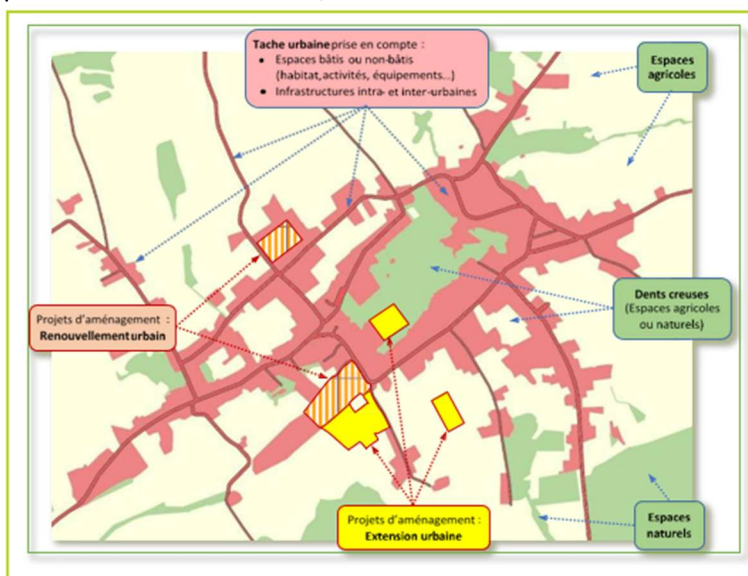 Tache urbaine prise en compte :
• Espaces bâtis ou non-bâtis
(habitat, activités, équipements...)
• Infrastructures intra- et inter-urbaines
Espaces
agricoles
Dents creuses
(Espaces agricoles
ou naturels)
Projets d'aménagement :
Renouvellement urbain
Projets d'aménagement :
Extension urbaine
Espaces
naturels